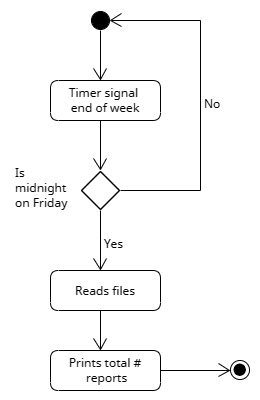 Timer signal
end of week
No
Is
midnight
on Friday
Yes
Reads files
Prints total #
reports